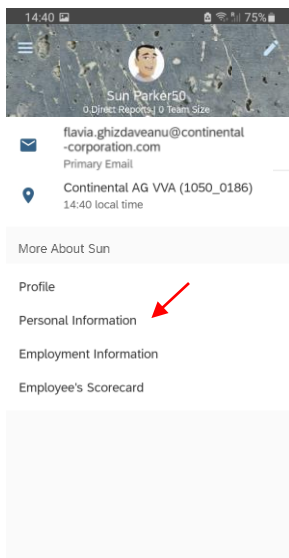 14:40 75%
Sun Parker50
0 Direct Reports | 0 Team Size
flavia.ghizdaveanu@continental
-corporation.com
Primary Email
Continental AG VVA (1050_0186)
14:40 local time
More About Sun
Profile
Personal Information
Employment Information
Employee's Scorecard